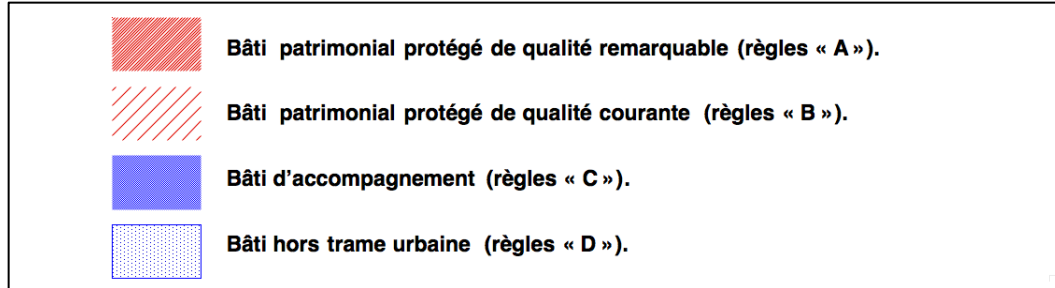 Bâti patrimonial protégé de qualité remarquable (règles « A »).
Bâti patrimonial protégé de qualité courante (règles « B »).
Bâti d'accompagnement (règles « C »).
Bâti hors trame urbaine (règles « D »).